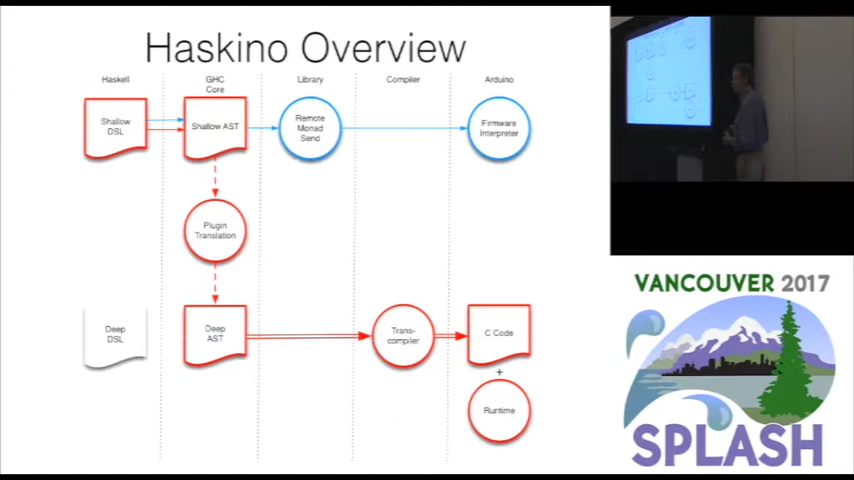 Haskino Overview
Haskell
GHC
Core
Library
Compiler
Arduino
Shallow
DSL
Shallow AST
Remote
Monad
Send
Firmware
Interpreter
Plugin
Translation
Deep
DSL
Deep
AST
Trans-
compiler
C Code
+
Runtime
VANCOUVER 2017
SPLASH